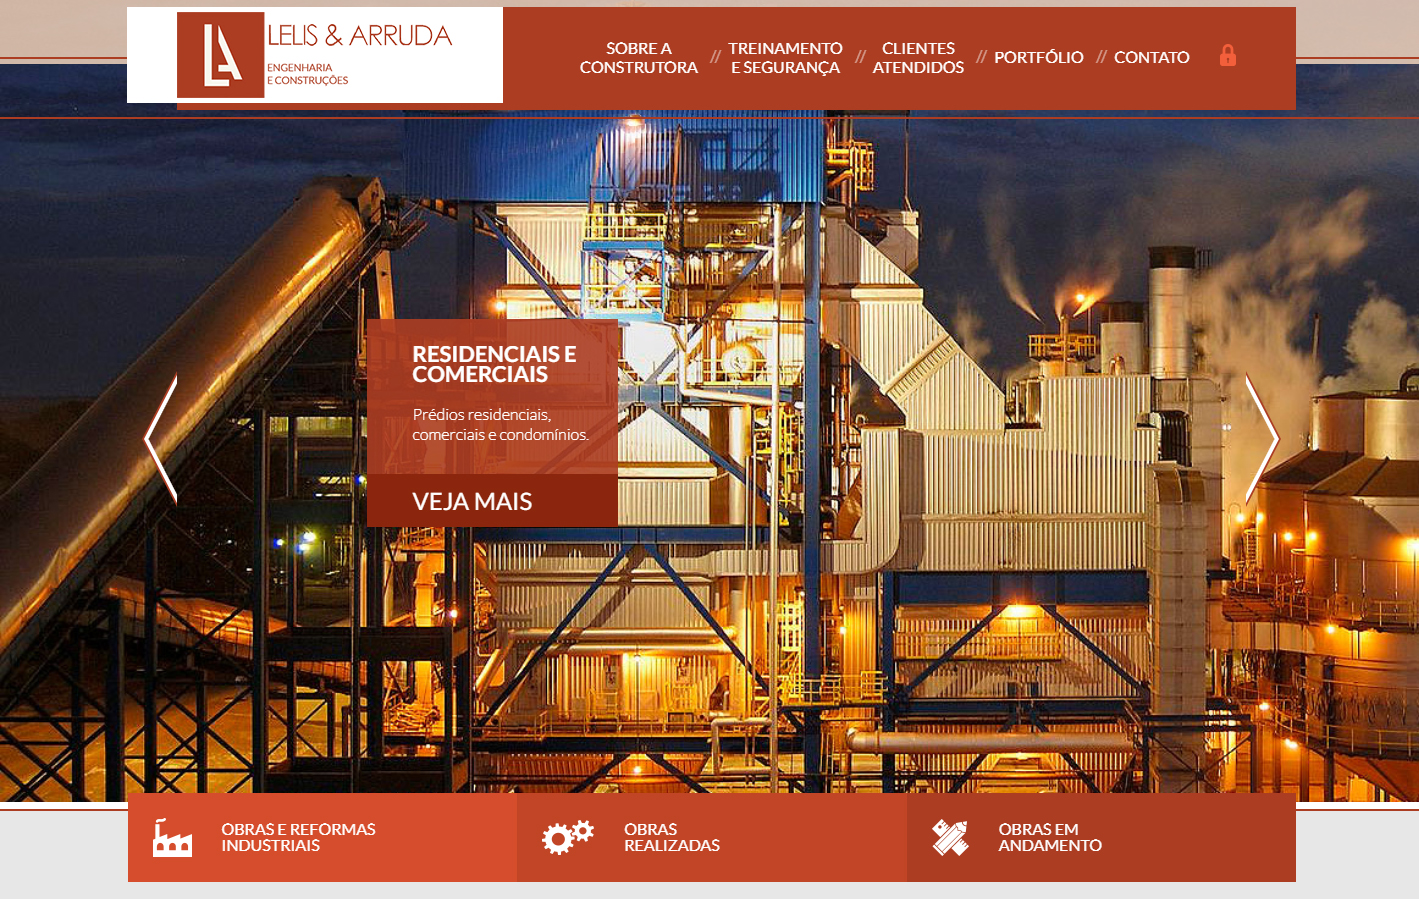 LELIS & ARRUDA
ENGENHARIA
E CONSTRUÇÕES
SOBRE A
CONSTRUTORA
//
TREINAMENTO
E SEGURANÇA
//
CLIENTES
ATENDIDOS
//
PORTFÓLIO
//
CONTATO
RESIDENCIAIS E
COMERCIAIS
Prédios residenciais,
comerciais e condomínios.
VEJA MAIS
OBRAS E REFORMAS
INDUSTRIAIS
OBRAS
REALIZADAS
OBRAS EM
ANDAMENTO